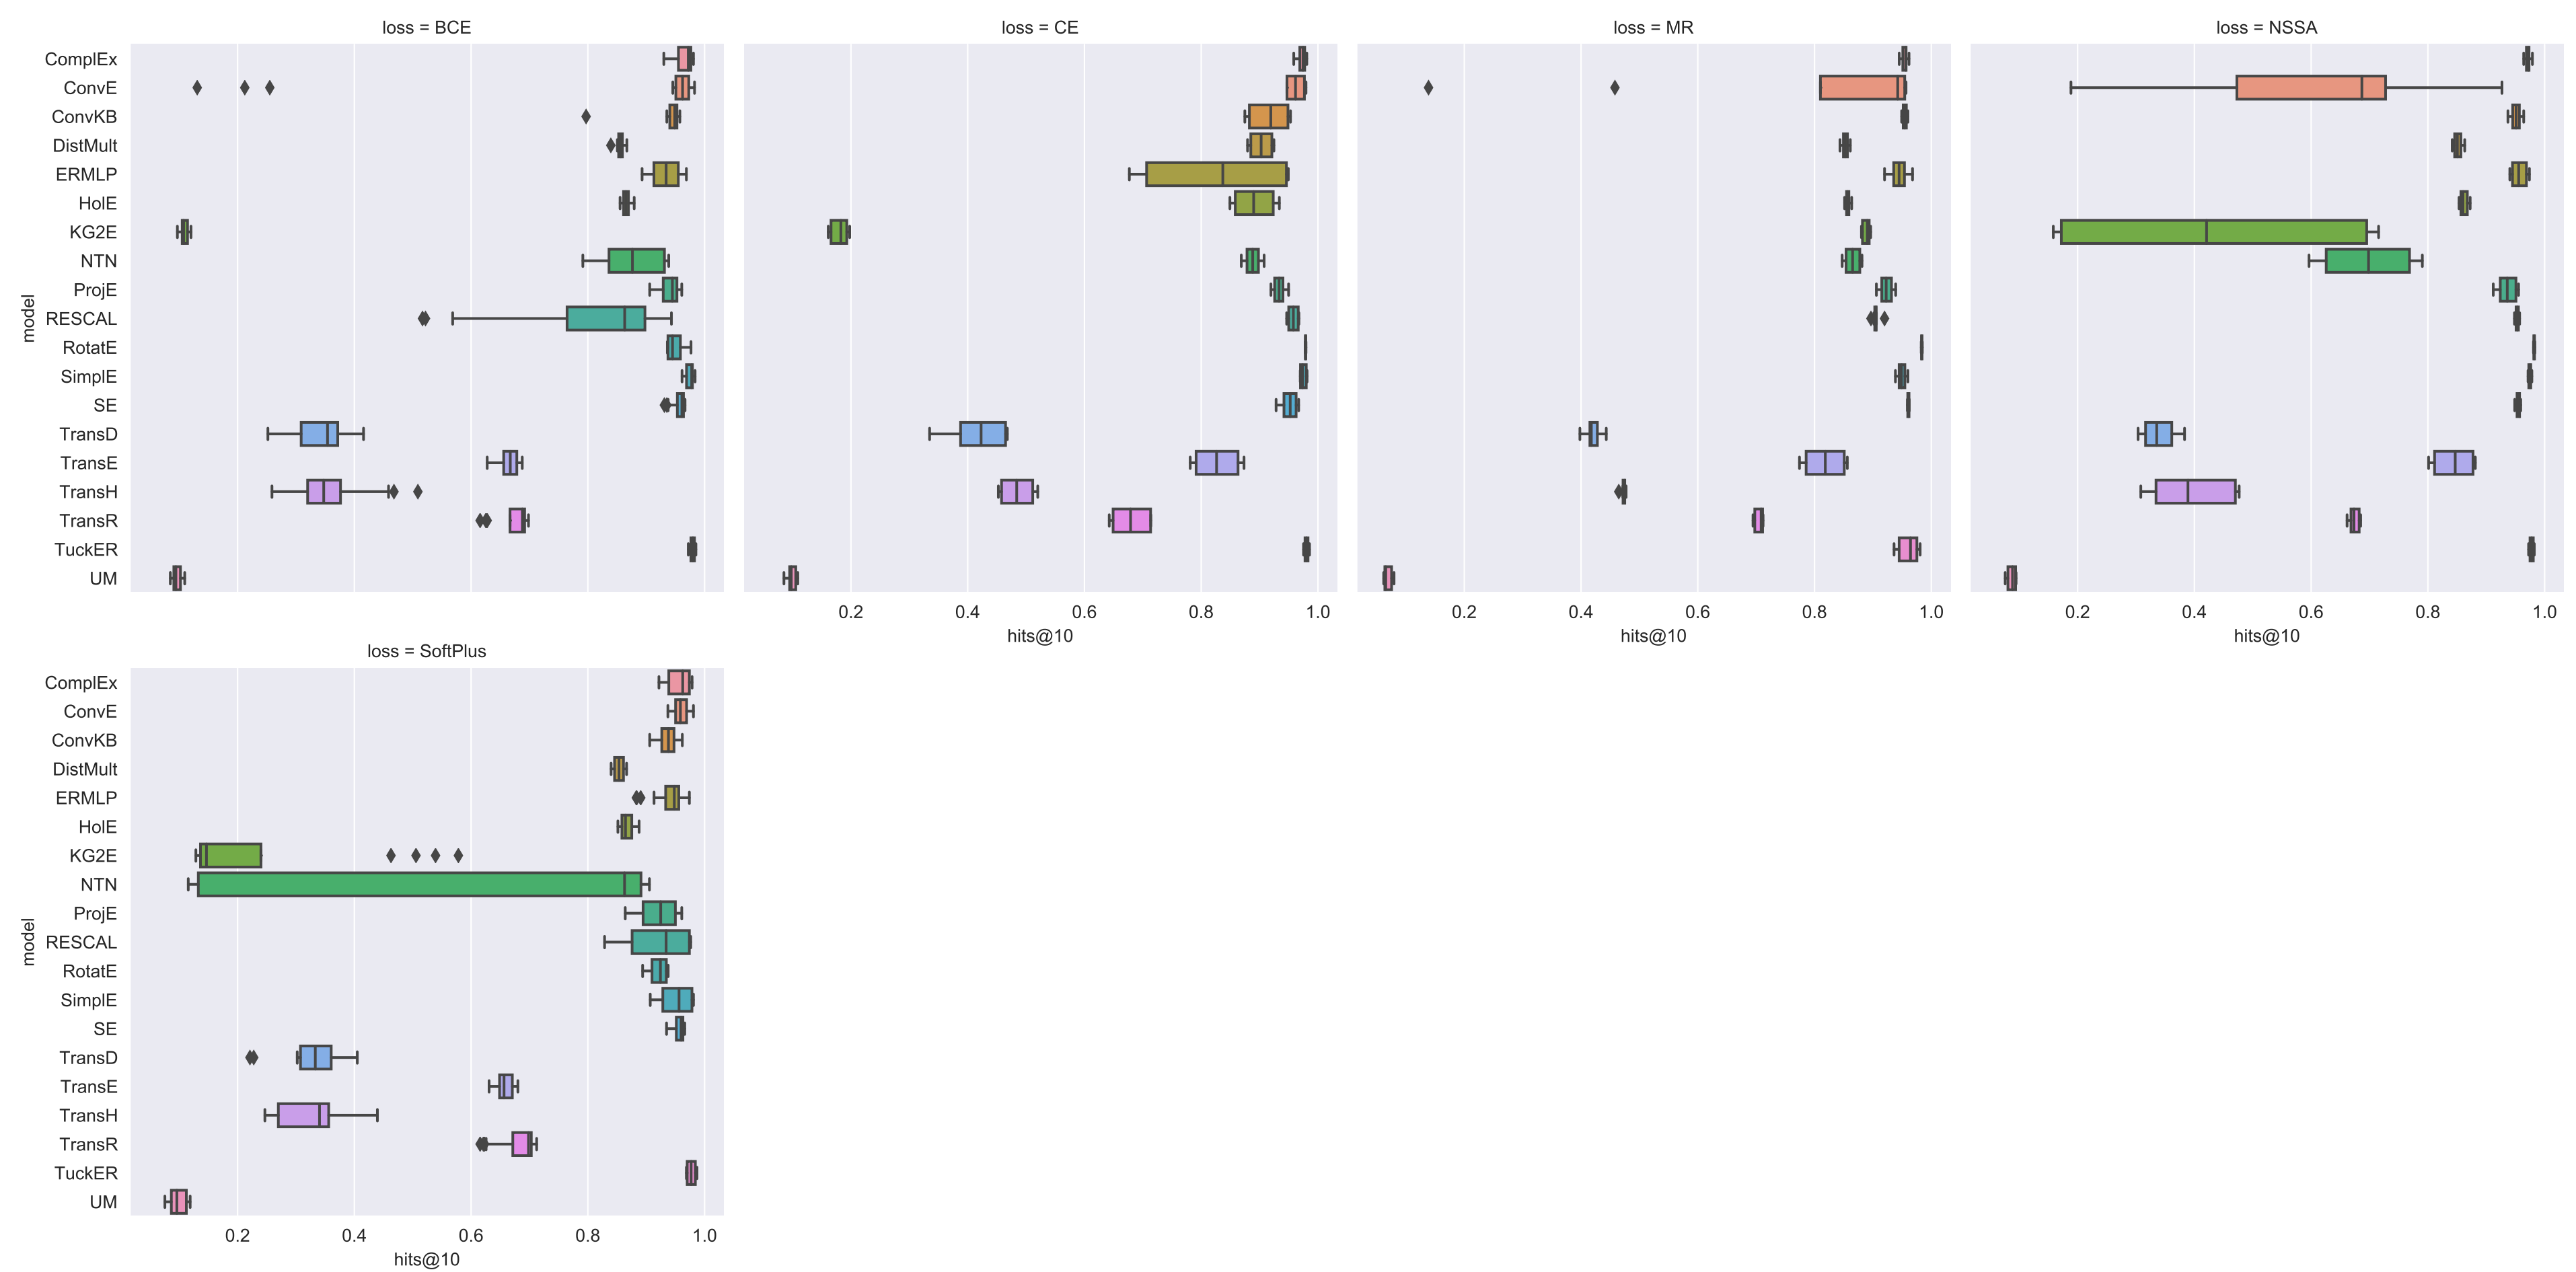 loss = BCE
loss = CE
loss = MR
loss = NSSA
model
ComplEx
ConvE
ConvKB
DistMult
ERMLP
HolE
KG2E
NTN
ProjE
RESCAL
RotatE
SimplE
SE
TransD
TransE
TransH
TransR
TuckER
UM
0.2 0.4 0.6 0.8 1.0
hits@10
0.2 0.4 0.6 0.8 1.0
hits@10
0.2 0.4 0.6 0.8 1.0
hits@10
loss = SoftPlus
model
ComplEx
ConvE
ConvKB
DistMult
ERMLP
HolE
KG2E
NTN
ProjE
RESCAL
RotatE
SimplE
SE
TransD
TransE
TransH
TransR
TuckER
UM
0.2 0.4 0.6 0.8 1.0
hits@10